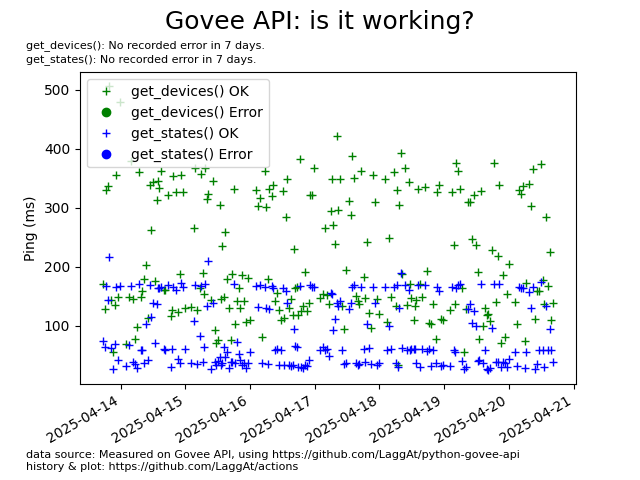 Govee API: is it working?
get_devices(): No recorded error in 7 days.
get_states(): No recorded error in 7 days.
get_devices() OK
get_devices() Error
get_states() OK
get_states() Error
Ping (ms)
500
400
300
200
100
2025-04-14
2025-04-15
2025-04-16
2025-04-17
2025-04-18
2025-04-19
2025-04-20
2025-04-21
data source: Measured on Govee API, using https://github.com/LaggAt/python-govee-api
history & plot: https://github.com/LaggAt/actions